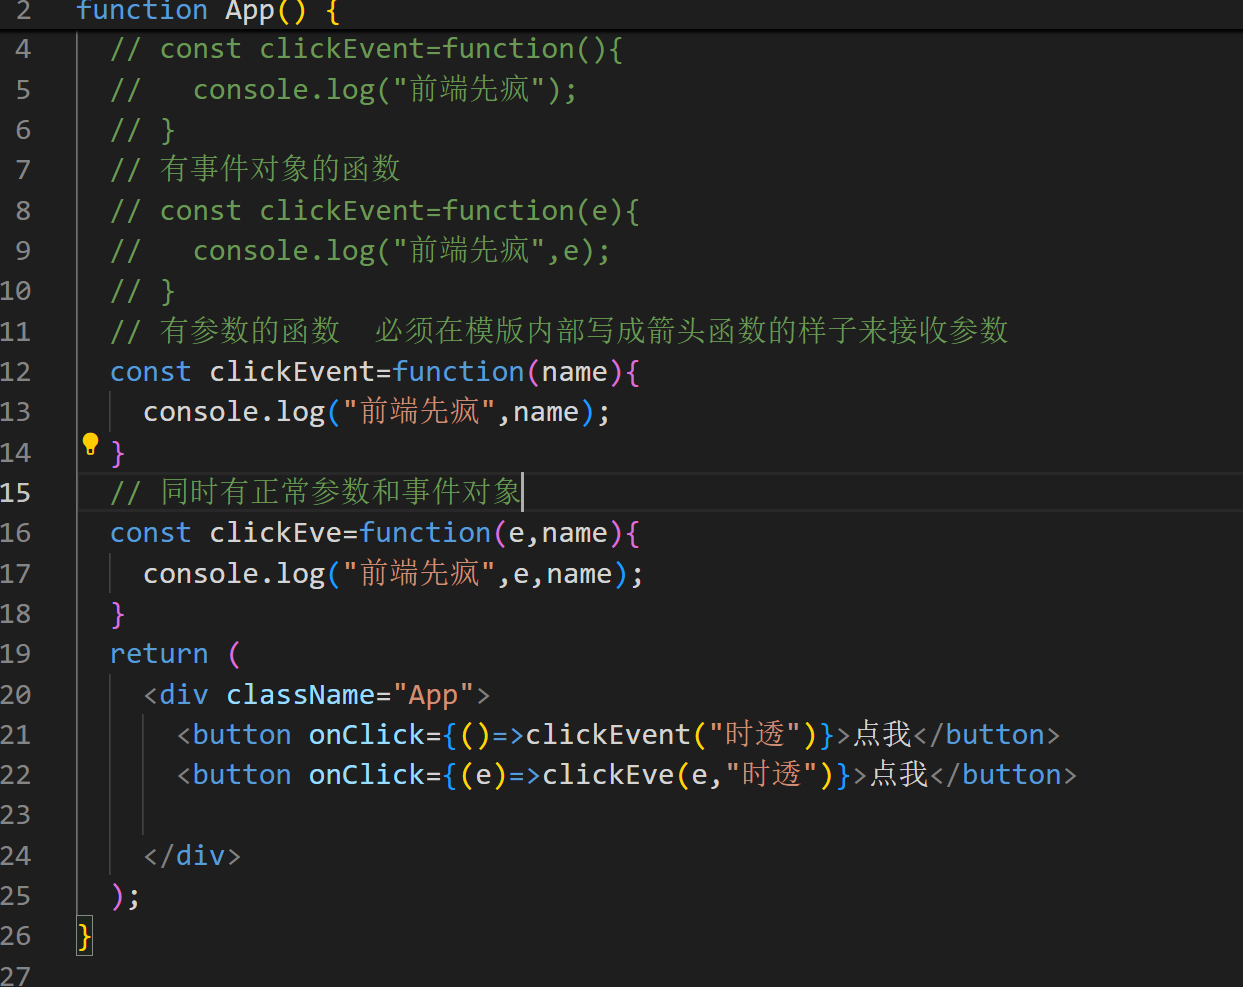 2 function App() {
4 // const clickEvent=function(){
5 //   console.log("前端先疯");
6 // }
7 // 有事件对象的函数
8 // const clickEvent=function(e){
9 //   console.log("前端先疯",e);
10 // }
11 // 有参数的函数  必须在模版内部写成箭头函数的样子来接收参数
12 const clickEvent=function(name){
13 console.log("前端先疯",name);
14 }
15 // 同时有正常参数和事件对象
16 const clickEve=function(e,name){
17 console.log("前端先疯",e,name);
18 }
19 return (
20 <div className="App">
21 <button onClick={()=>clickEvent("时透")}>点我</button>
22 <button onClick={(e)=>clickEve(e,"时透")}>点我</button>
23
24 </div>
25 );
26 }
27